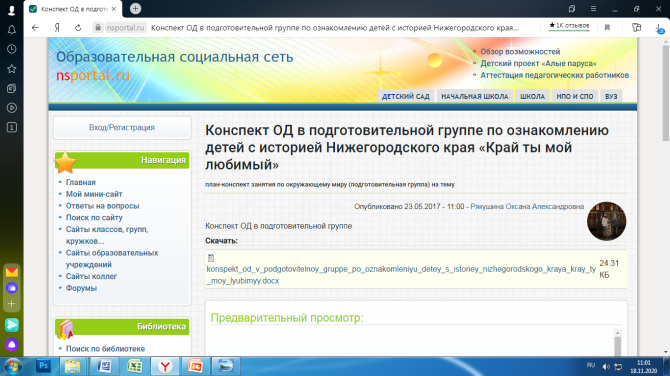 Конспект ОД в подготов
nsportal.ru
Конспект ОД в подготовительной группе по ознакомлению детей с историей Нижегородского края...
★1К отзывов
Образовательная социальная сеть
nsportal.ru
Обзор возможностей
Детский проект «Алые паруса»
Аттестация педагогических работников
ДЕТСКИЙ САД
НАЧАЛЬНАЯ ШКОЛА
ШКОЛА
НПО И СПО
ВУЗ
Вход/Регистрация
Навигация
Главная
Мой мини-сайт
Ответы на вопросы
Поиск по сайту
Сайты классов, групп,
кружков...
Сайты образовательных
учреждений
Сайты коллег
Форумы
Библиотека
Поиск по библиотеке
Конспект ОД в подготовительной группе по ознакомлению
детей с историей Нижегородского края «Край ты мой
любимый»
план-конспект занятия по окружающему миру (подготовительная группа) на тему
Опубликовано 23.05.2017 - 11:00 - Рякушина Оксана Александровна
Конспект ОД в подготовительной группе
Скачать:
konspekt_od_v_podgotovitelnoy_gruppe_po_oznakomleniyu_detey_s_istoriey_nizhegorodskogo_kraya_kray_ty
_moy_lyubimyy.docx
24.31
КБ
Предварительный просмотр:
Ps
RU
11:01
18.11.2020